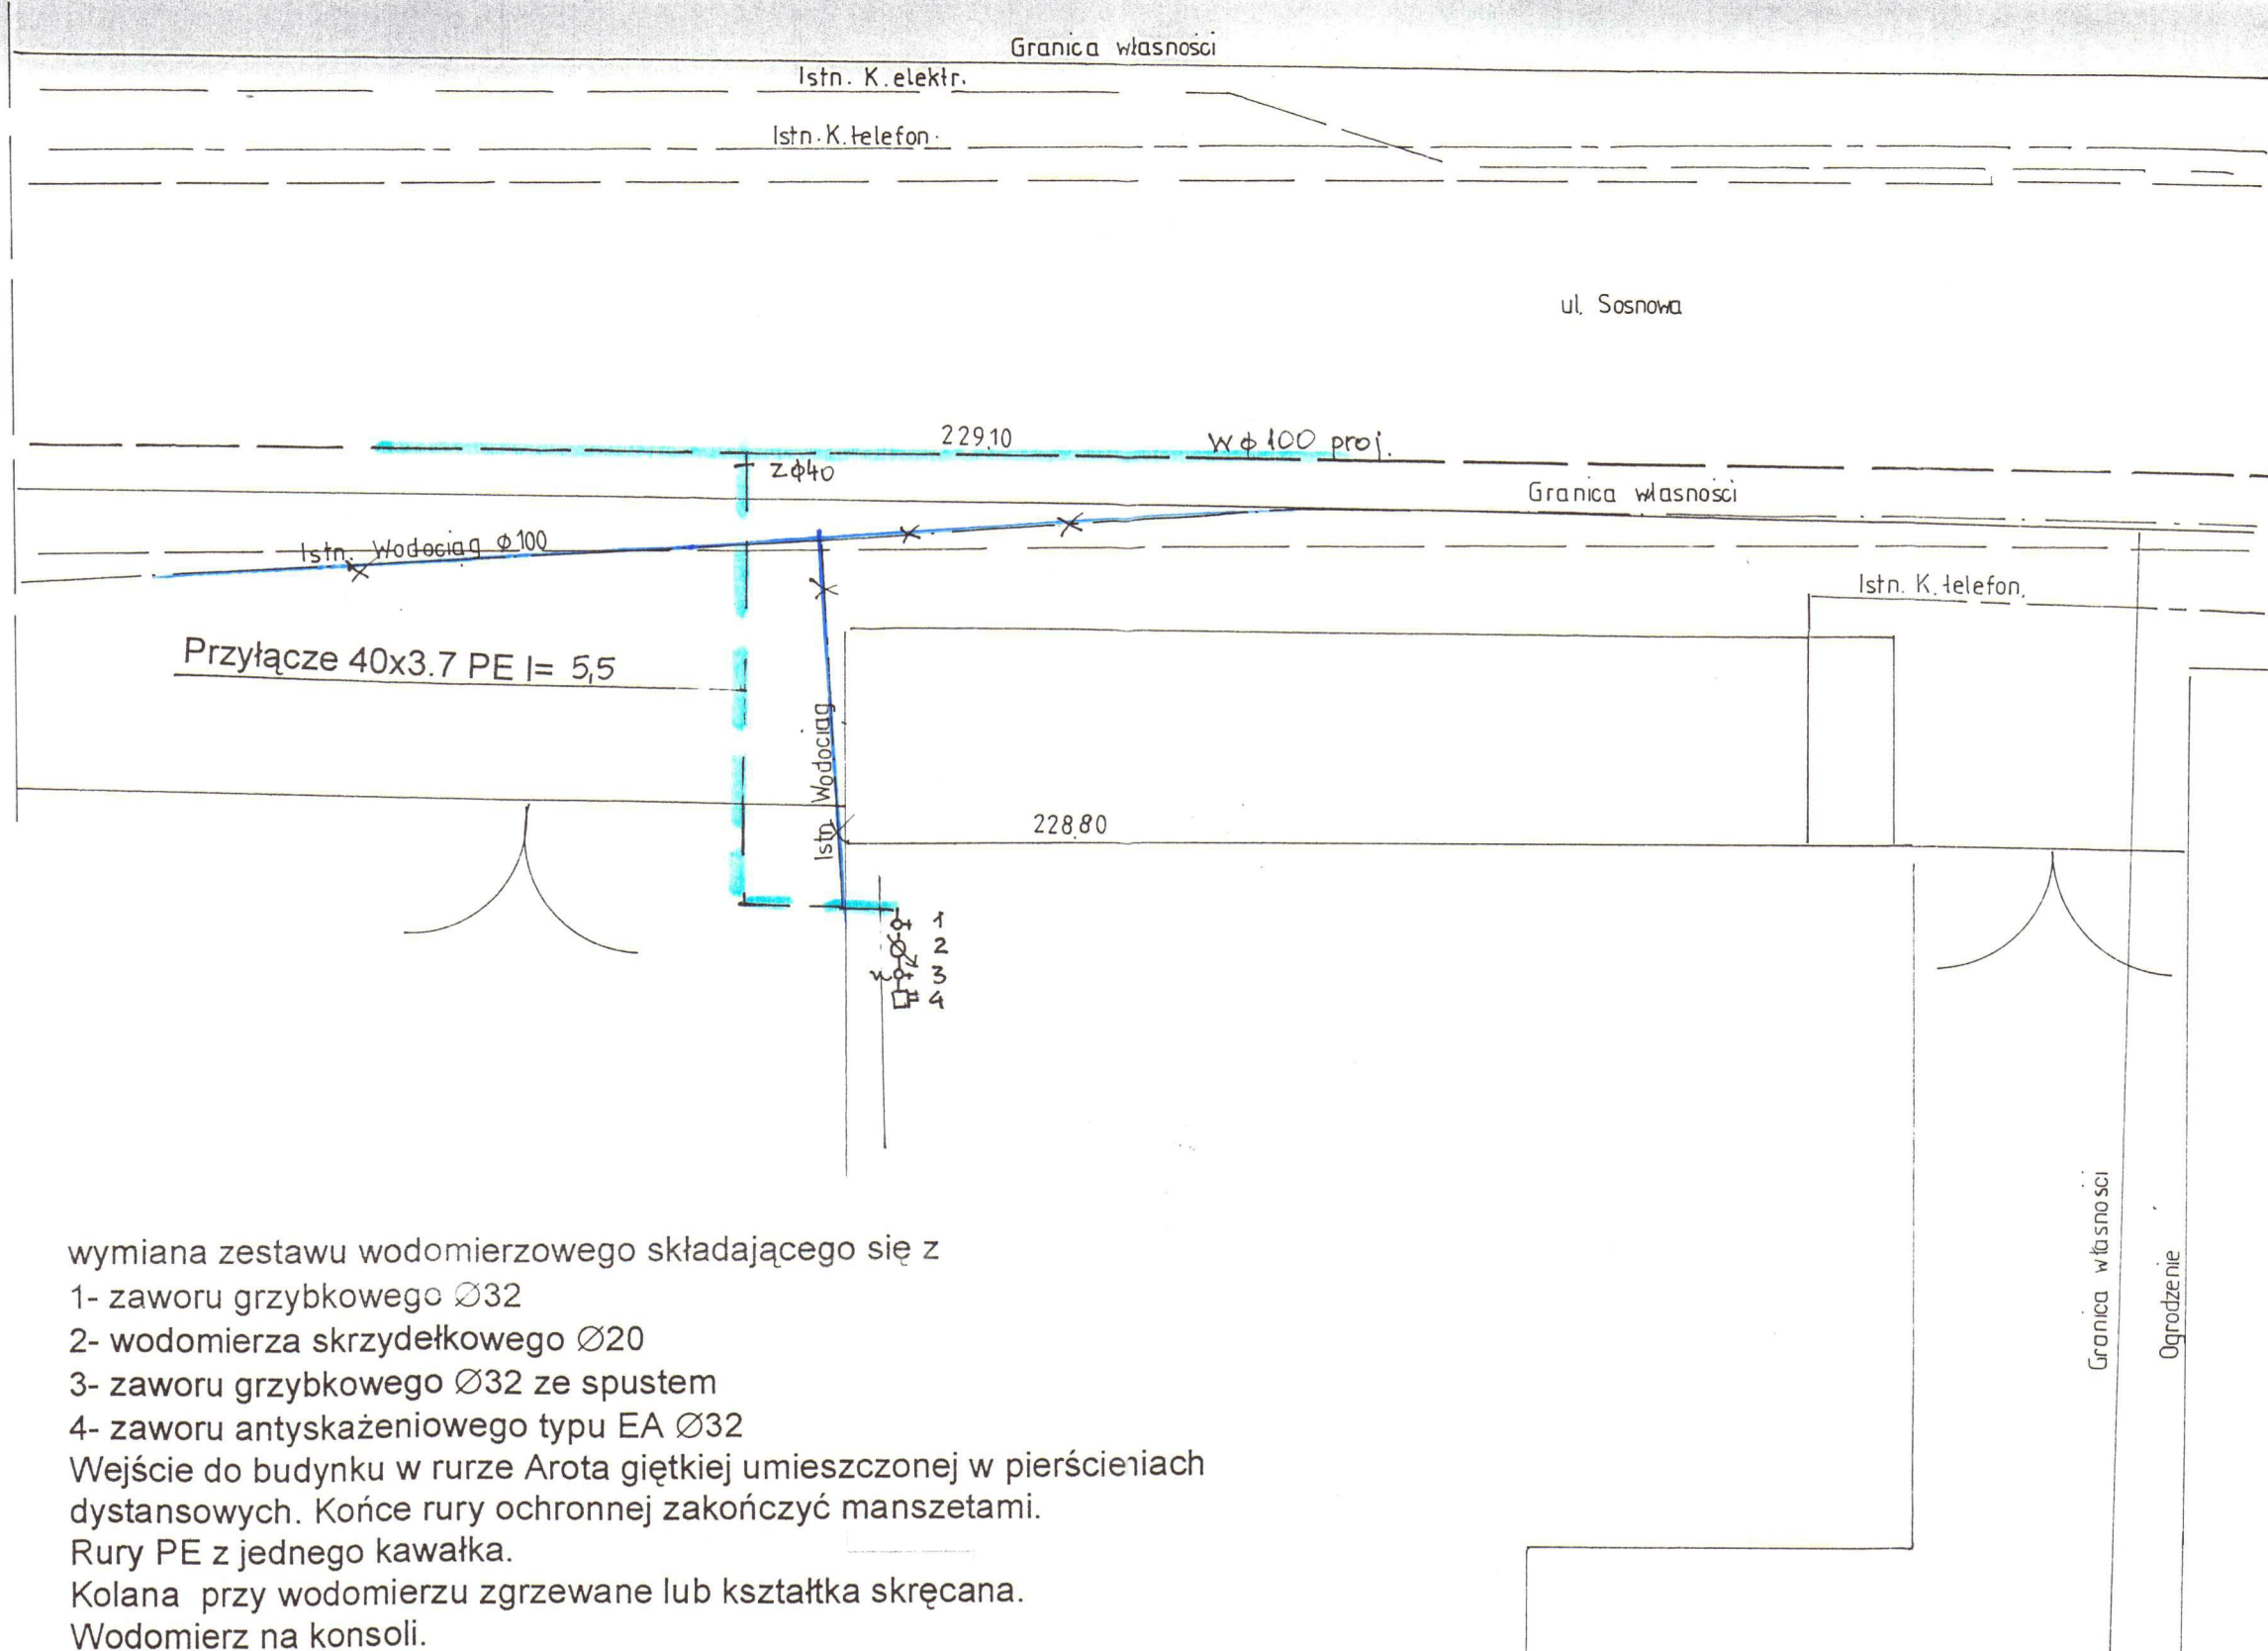 Granica własności
Istn. K. elektr.
Istn. K. telefon.
ul. Sosnowa
229.10
W ϕ 100 proj.
Z ϕ 40
Granica własności
Istn. Wodociąg ϕ 100
Istn. K. telefon.
Przyłącze 40x3.7 PE l= 5,5
Istn. Wodociąg
228.80
1
2
3
4
Granica własności
Ogrodzenie
wymiana zestawu wodomierzowego składającego się z
1- zaworu grzybkowego ∅32
2- wodomierza skrzydełkowego ∅20
3- zaworu grzybkowego ∅32 ze spustem
4- zaworu antyskażeniowego typu EA ∅32
Wejście do budynku w rurze Arota giętkiej umieszczonej w pierścieniach
dystansowych. Końce rury ochronnej zakończyć manszetami.
Rury PE z jednego kawałka.
Kolana przy wodomierzu zgrzewane lub kształtka skręcana.
Wodomierz na konsoli.